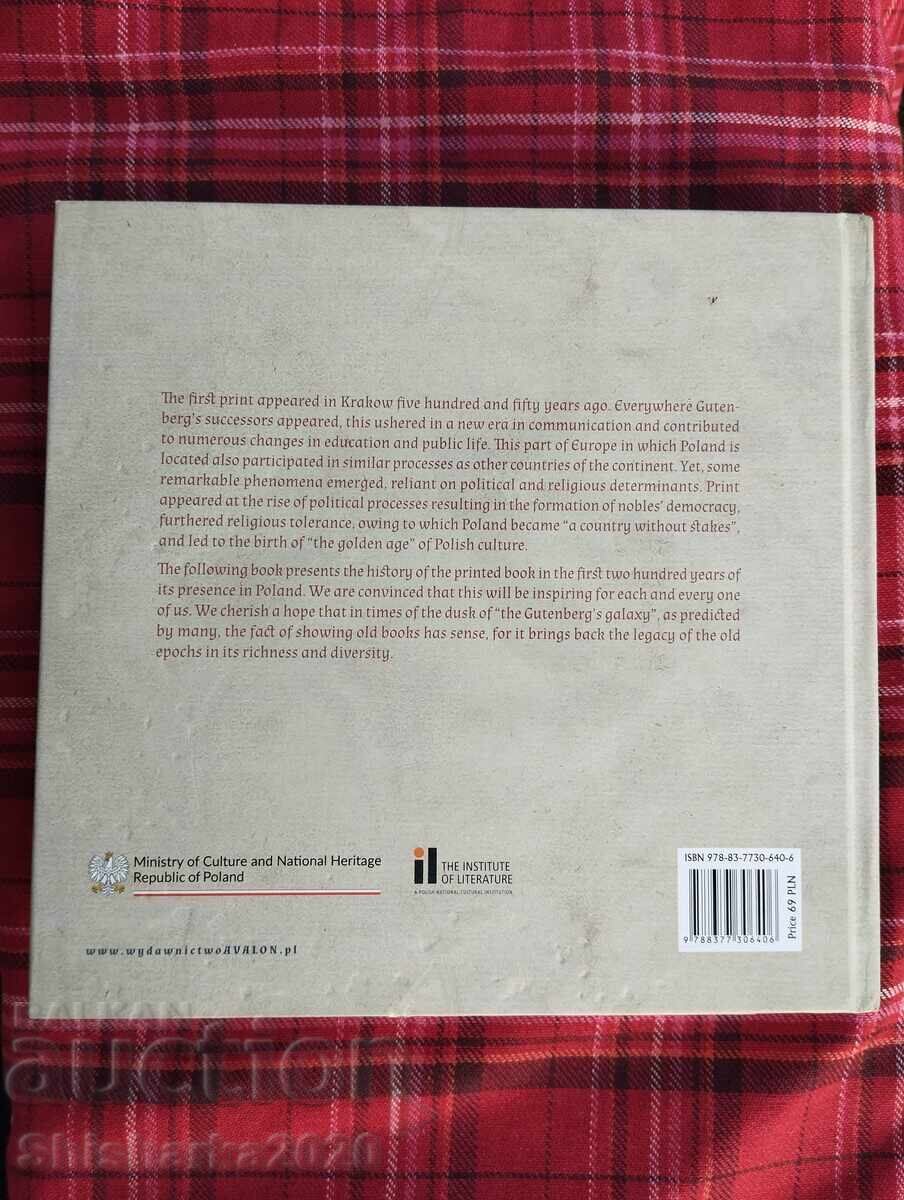 The first print appeared in Krakow five hundred and fifty years ago. Everywhere Guten-
berg's successors appeared, this ushered in a new era in communication and contributed
to numerous changes in education and public life. This part of Europe in which Poland is
located also participated in similar processes as other countries of the continent. Yet, some
remarkable phenomena emerged, reliant on political and religious determinants. Print
appeared at the rise of political processes resulting in the formation of nobles' democracy,
furthered religious tolerance, owing to which Poland became "a country without stakes",
and led to the birth of "the golden age" of Polish culture.
The following book presents the history of the printed book in the first two hundred years of
its presence in Poland. We are convinced that this will be inspiring for each and every one
of us. We cherish a hope that in times of the dusk of "the Gutenberg's galaxy", as predicted
by many, the fact of showing old books has sense, for it brings back the legacy of the old
epochs in its richness and diversity.
Ministry of Culture and National Heritage
Republic of Poland
il
THE INSTITUTE
OF LITERATURE
A POLISH NATIONAL CULTURAL INSTITUTION
ISBN 978-83-7730-640-6
9 788377 306406
Price 69 PLN
www.wydawnictwoAVALON.pl
BALKAN
auction
Shisharka2020